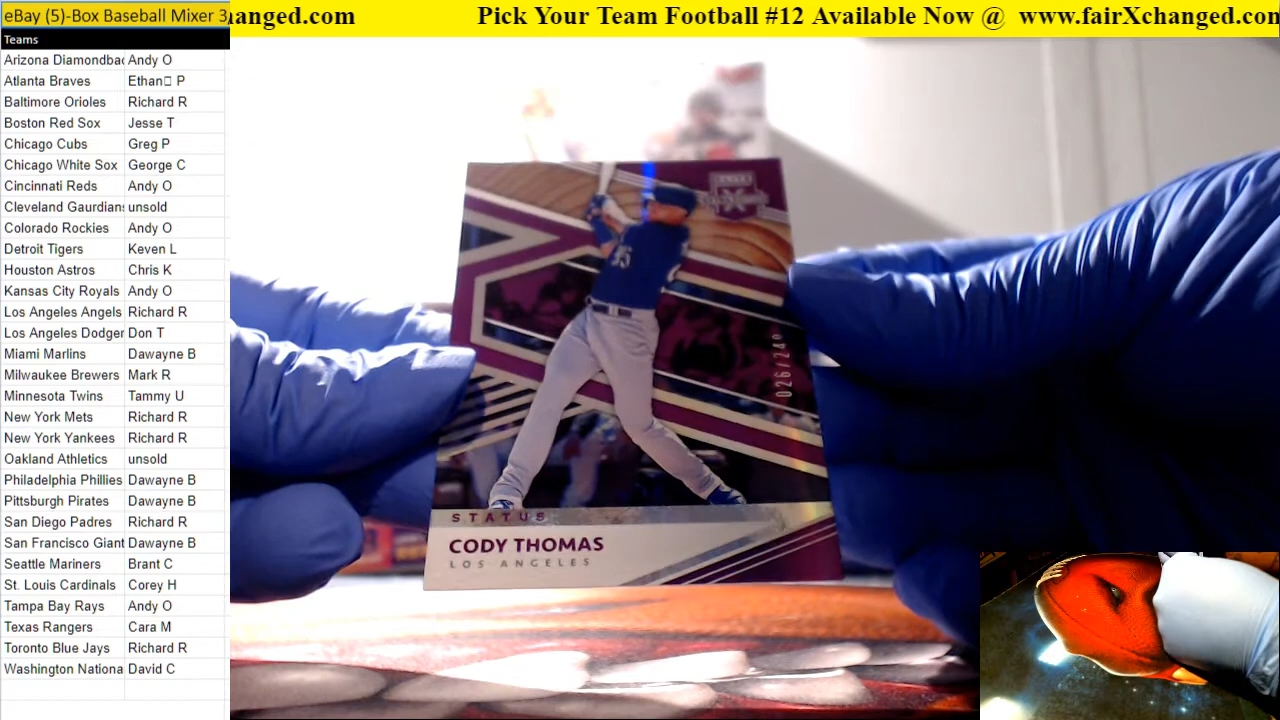 eBay (5)-Box Baseball Mixer 3
hanged.com Pick Your Team Football #12 Available Now @ www.fairXchanged.con
Teams
Arizona Diamondbac Andy O
Atlanta Braves Ethan□ P
Baltimore Orioles Richard R
Boston Red Sox Jesse T
Chicago Cubs Greg P
Chicago White Sox George C
Cincinnati Reds Andy O
Cleveland Gaurdians unsold
Colorado Rockies Andy O
Detroit Tigers Keven L
Houston Astros Chris K
Kansas City Royals Andy O
Los Angeles Angels Richard R
Los Angeles Dodger Don T
Miami Marlins Dawayne B
Milwaukee Brewers Mark R
Minnesota Twins Tammy U
New York Mets Richard R
New York Yankees Richard R
Oakland Athletics unsold
Philadelphia Phillies Dawayne B
Pittsburgh Pirates Dawayne B
San Diego Padres Richard R
San Francisco Giant Dawayne B
Seattle Mariners Brant C
St. Louis Cardinals Corey H
Tampa Bay Rays Andy O
Texas Rangers Cara M
Toronto Blue Jays Richard R
Washington Nationa David C
ELITE
35
026/249
STATUS
CODY THOMAS
LOS ANGELES